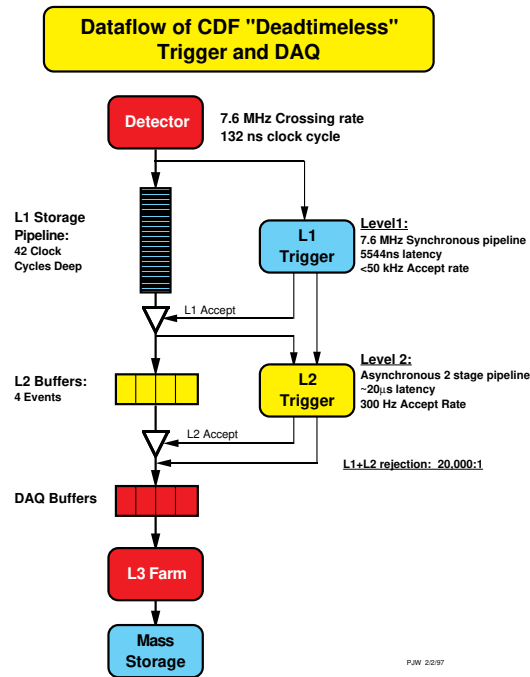 Dataflow of CDF "Deadtimeless"
Trigger and DAQ
Detector
7.6 MHz Crossing rate
132 ns clock cycle
L1 Storage
Pipeline:
42 Clock
Cycles Deep
L1
Trigger
Level1:
7.6 MHz Synchronous pipeline
5544ns latency
<50 kHz Accept rate
L1 Accept
L2 Buffers:
4 Events
L2
Trigger
Level 2:
Asynchronous 2 stage pipeline
~20μs latency
300 Hz Accept Rate
L2 Accept
L1+L2 rejection: 20,000:1
DAQ Buffers
L3 Farm
Mass
Storage
PJW 2/2/97